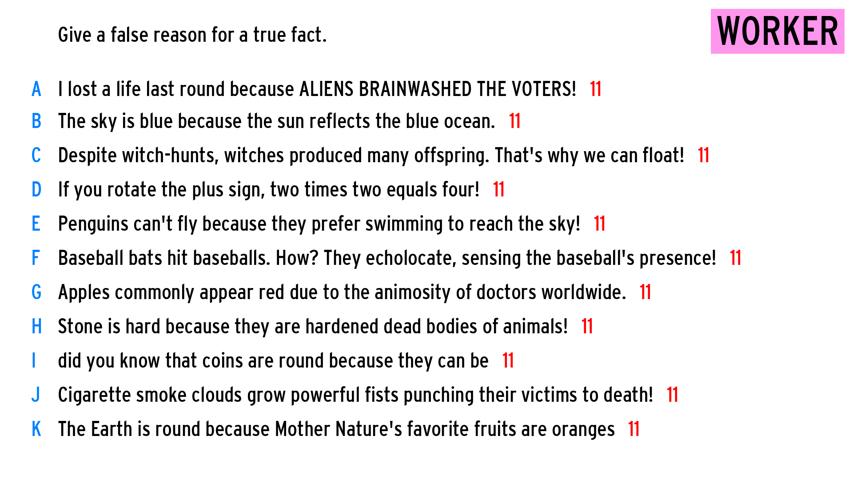 Give a false reason for a true fact.
WORKER
A I lost a life last round because ALIENS BRAINWASHED THE VOTERS! 11
B The sky is blue because the sun reflects the blue ocean. 11
C Despite witch-hunts, witches produced many offspring. That's why we can float! 11
D If you rotate the plus sign, two times two equals four! 11
E Penguins can't fly because they prefer swimming to reach the sky! 11
F Baseball bats hit baseballs. How? They echolocate, sensing the baseball's presence! 11
G Apples commonly appear red due to the animosity of doctors worldwide. 11
H Stone is hard because they are hardened dead bodies of animals! 11
I did you know that coins are round because they can be 11
J Cigarette smoke clouds grow powerful fists punching their victims to death! 11
K The Earth is round because Mother Nature's favorite fruits are oranges 11